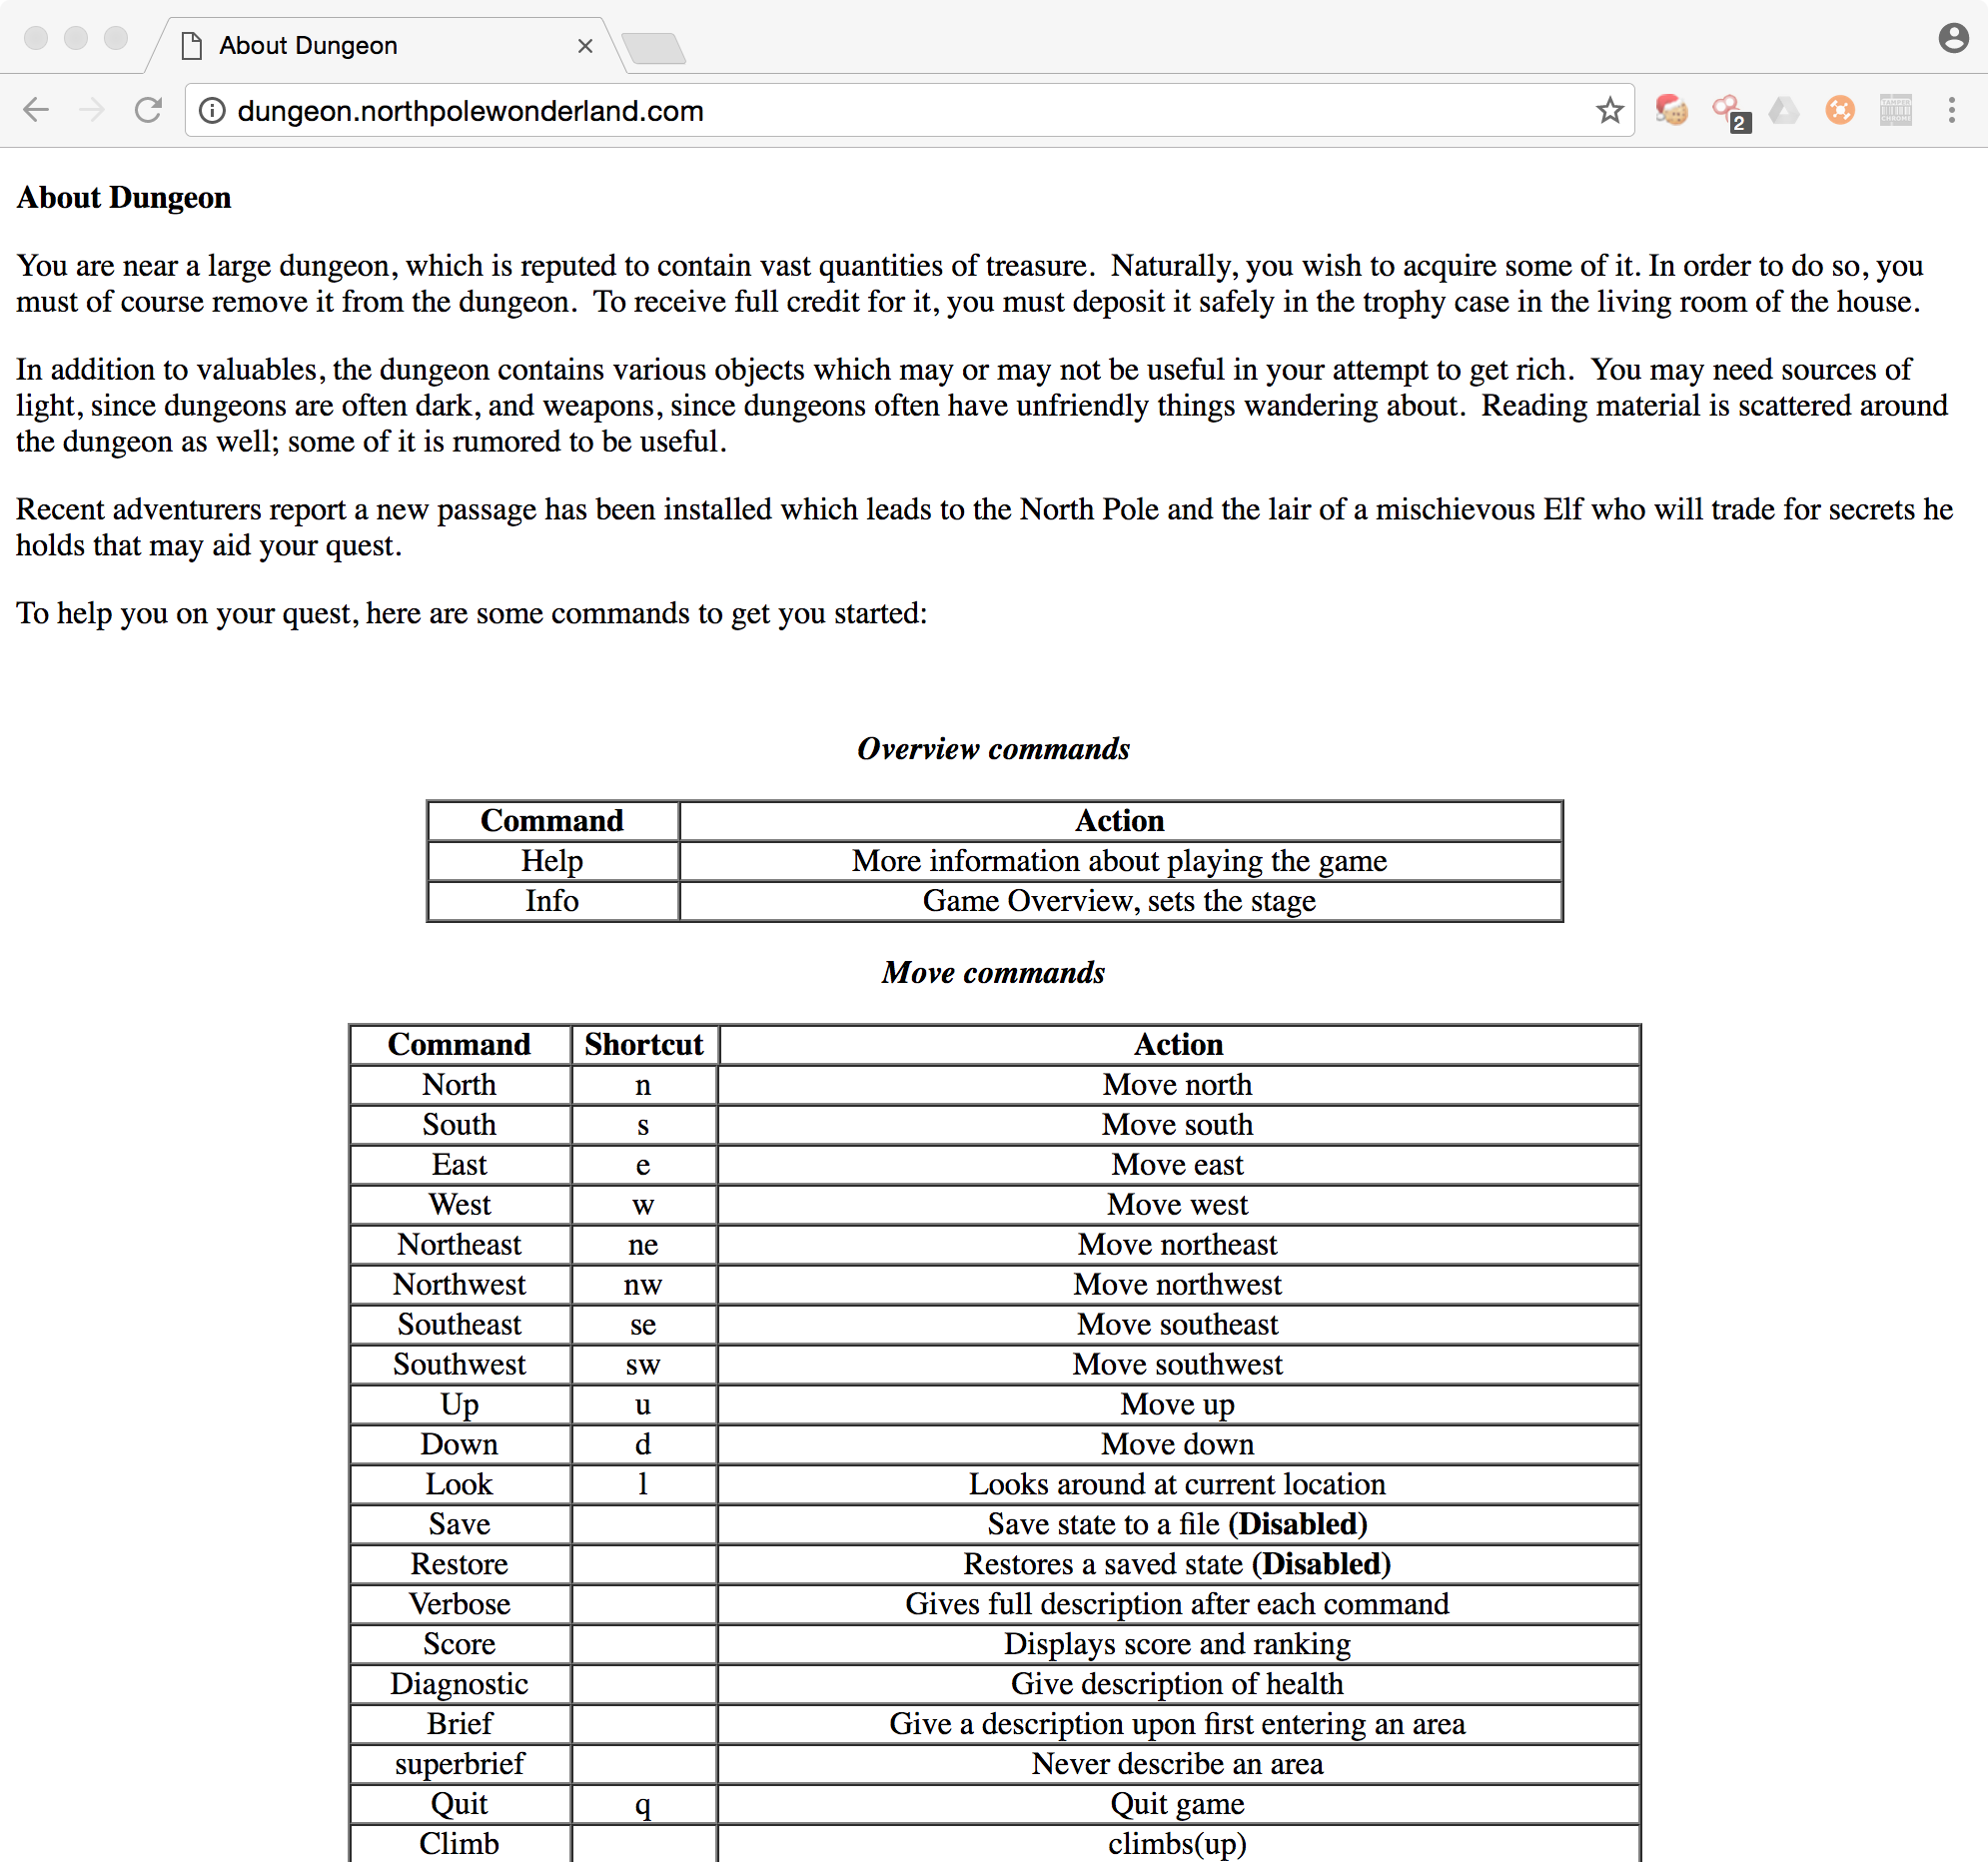 About Dungeon
dungeon.northpolewonderland.com
2
About Dungeon
You are near a large dungeon, which is reputed to contain vast quantities of treasure.  Naturally, you wish to acquire some of it. In order to do so, you
must of course remove it from the dungeon.  To receive full credit for it, you must deposit it safely in the trophy case in the living room of the house.
In addition to valuables, the dungeon contains various objects which may or may not be useful in your attempt to get rich.  You may need sources of
light, since dungeons are often dark, and weapons, since dungeons often have unfriendly things wandering about.  Reading material is scattered around
the dungeon as well; some of it is rumored to be useful.
Recent adventurers report a new passage has been installed which leads to the North Pole and the lair of a mischievous Elf who will trade for secrets he
holds that may aid your quest.
To help you on your quest, here are some commands to get you started:
Overview commands
Command Action
Help More information about playing the game
Info Game Overview, sets the stage
Move commands
Command Shortcut Action
North n Move north
South s Move south
East e Move east
West w Move west
Northeast ne Move northeast
Northwest nw Move northwest
Southeast se Move southeast
Southwest sw Move southwest
Up u Move up
Down d Move down
Look l Looks around at current location
Save Save state to a file (Disabled)
Restore Restores a saved state (Disabled)
Verbose Gives full description after each command
Score Displays score and ranking
Diagnostic Give description of health
Brief Give a description upon first entering an area
superbrief Never describe an area
Quit q Quit game
Climb climbs(up)